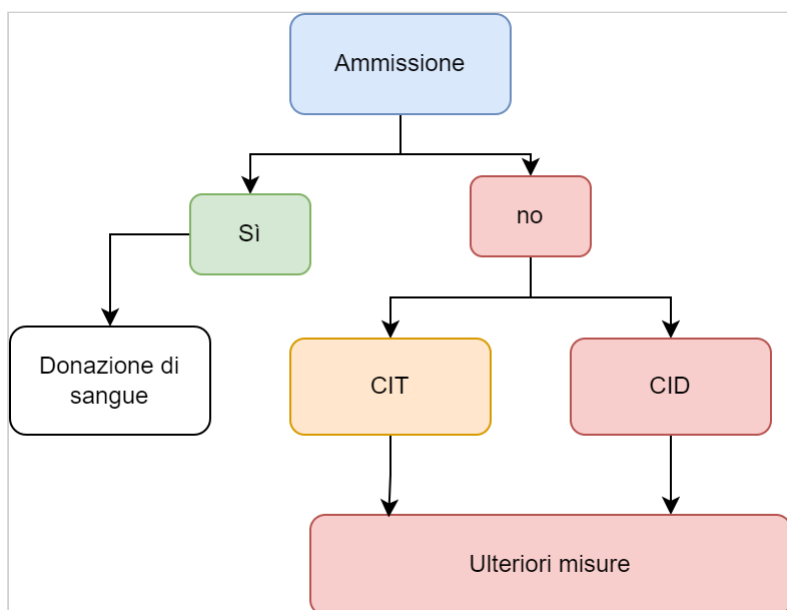 Ammissione
Sì
no
Donazione di
sangue
CIT
CID
Ulteriori misure